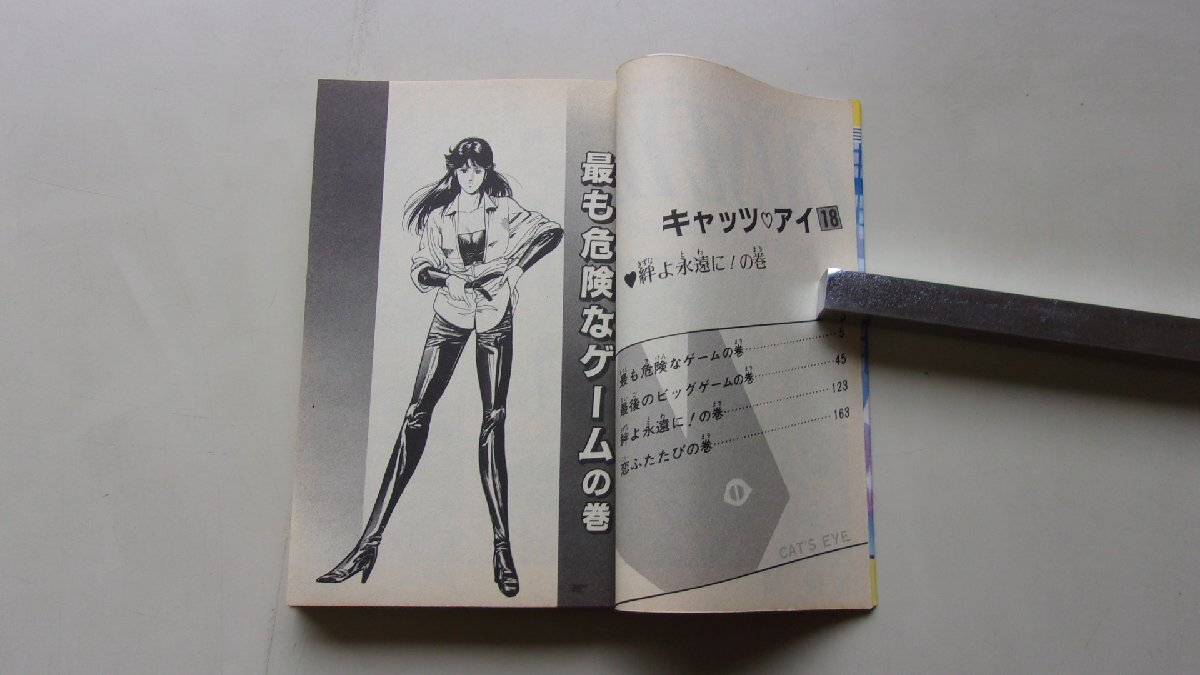 キャッツ♡アイ 18
♥絆よ永遠に!の巻
最も危険なゲームの巻……………5
最後のビッグゲームの巻……………45
絆よ永遠に!の巻……………123
恋ふたたびの巻……………163
CAT'S EYE
最も危険なゲームの巻